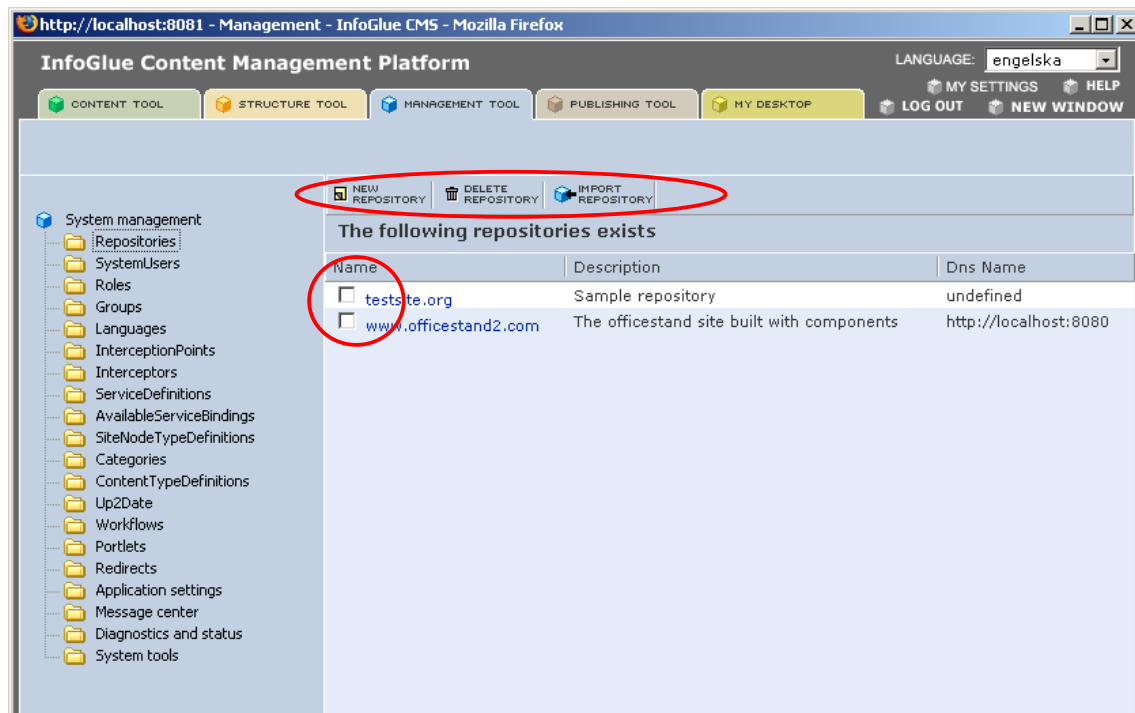 http://localhost:8081 - Management - InfoGlue CMS - Mozilla Firefox
InfoGlue Content Management Platform
LANGUAGE: engelska
MY SETTINGS HELP
LOG OUT NEW WINDOW
CONTENT TOOL STRUCTURE TOOL MANAGEMENT TOOL PUBLISHING TOOL MY DESKTOP
NEW REPOSITORY DELETE REPOSITORY IMPORT REPOSITORY
The following repositories exists
Name Description Dns Name
testsite.org Sample repository undefined
www.officestand2.com The officestand site built with components http://localhost:8080
System management
Repositories
SystemUsers
Roles
Groups
Languages
InterceptionPoints
Interceptors
ServiceDefinitions
AvailableServiceBindings
SiteNodeTypeDefinitions
Categories
ContentTypeDefinitions
Up2Date
Workflows
Portlets
Redirects
Application settings
Message center
Diagnostics and status
System tools